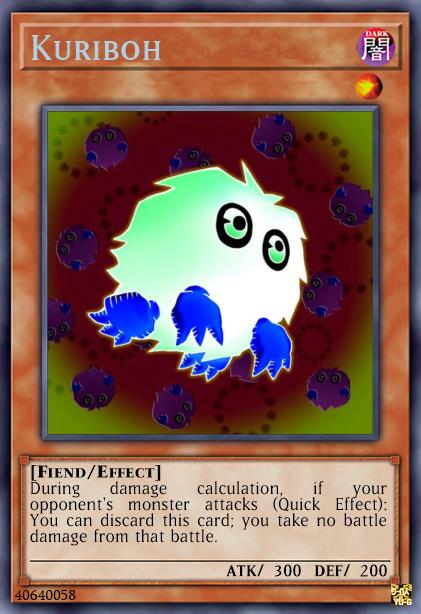 KURIBOH
DARK
闇
[FIEND/EFFECT]
During damage calculation, if your
opponent's monster attacks (Quick Effect):
You can discard this card; you take no battle
damage from that battle.
ATK/ 300 DEF/ 200
40640058